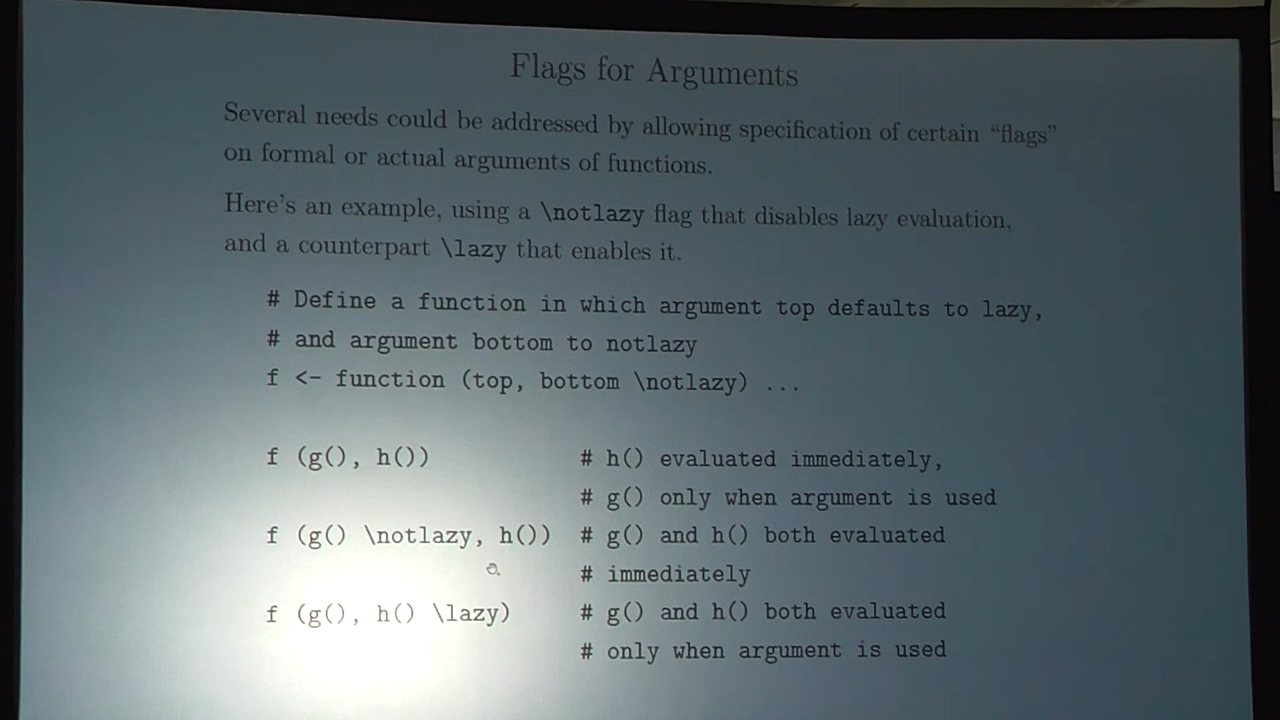 Flags for Arguments
Several needs could be addressed by allowing specification of certain “flags”
on formal or actual arguments of functions.
Here’s an example, using a \notlazy flag that disables lazy evaluation,
and a counterpart \lazy that enables it.
# Define a function in which argument top defaults to lazy,
# and argument bottom to notlazy
f <- function (top, bottom \notlazy) ...
f (g(), h()) # h() evaluated immediately,
# g() only when argument is used
f (g() \notlazy, h()) # g() and h() both evaluated
# immediately
f (g(), h() \lazy) # g() and h() both evaluated
# only when argument is used